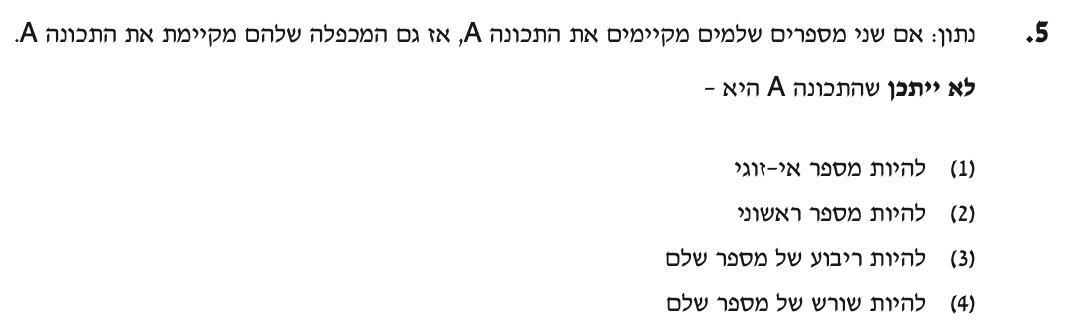 5. נתון: אם שני מספרים שלמים מקיימים את התכונה A, אז גם המכפלה שלהם מקיימת את התכונה A.
לא ייתכן שהתכונה A היא –
(1) להיות מספר אי-זוגי
(2) להיות מספר ראשוני
(3) להיות ריבוע של מספר שלם
(4) להיות שורש של מספר שלם